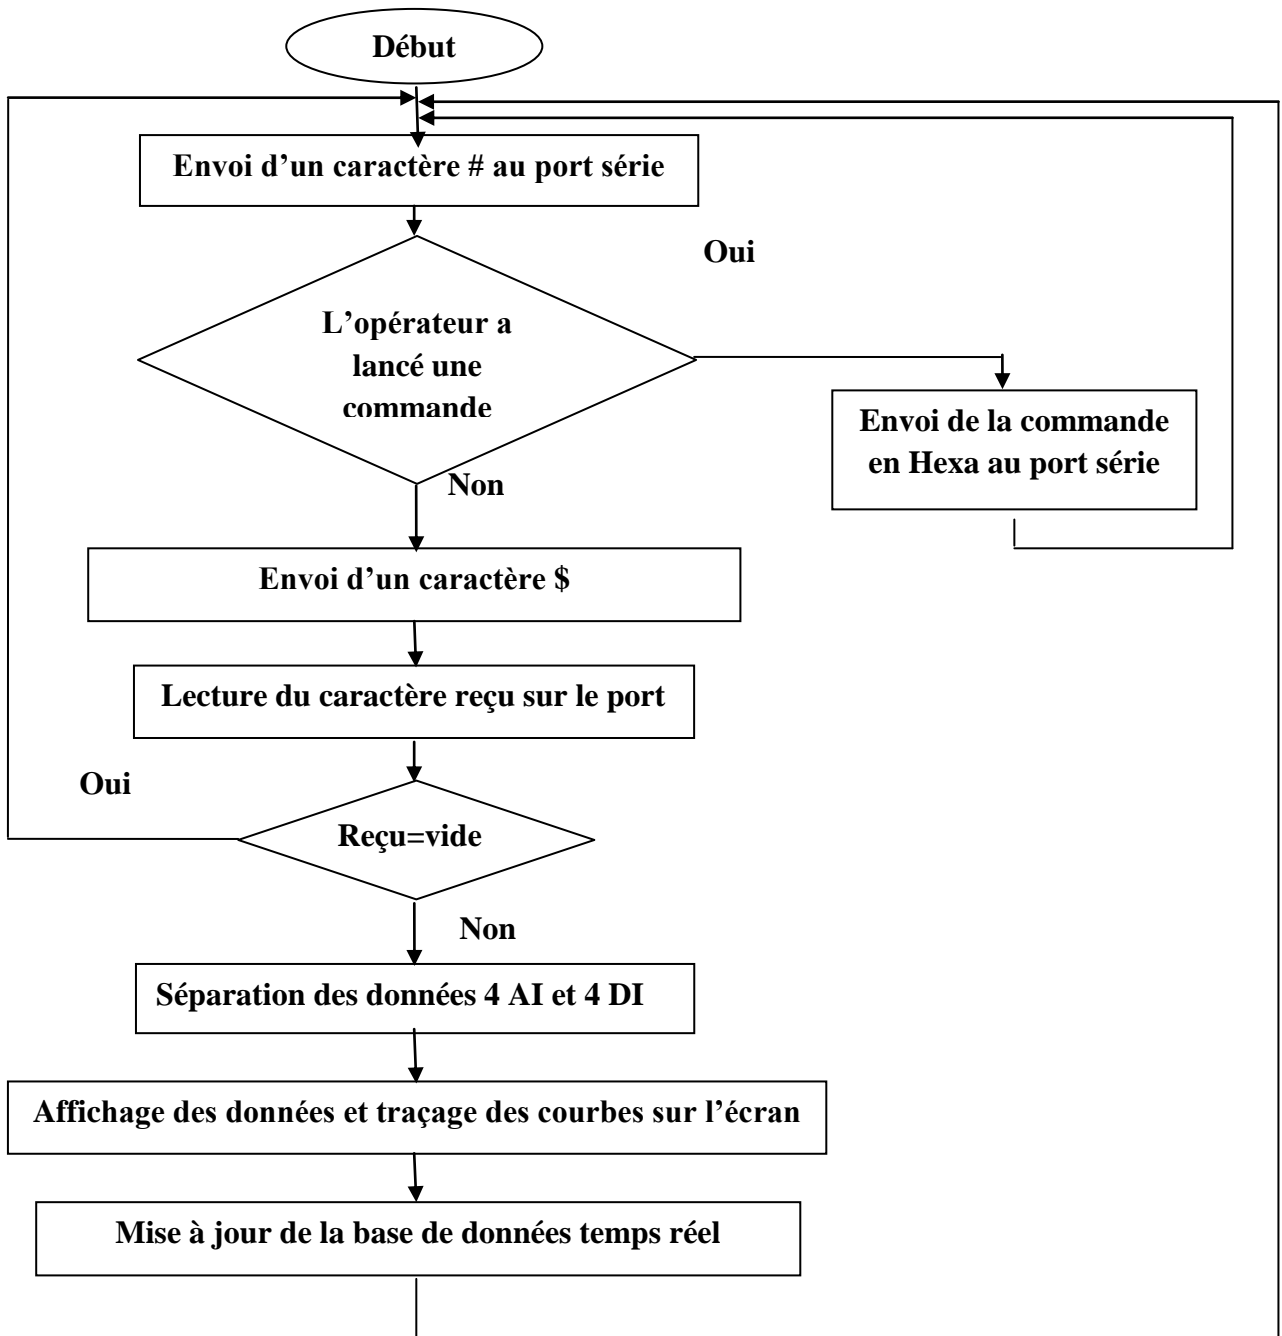 Début
Envoi d'un caractère # au port série
Oui
L'opérateur a
lancé une
commande
Envoi de la commande
en Hexa au port série
Non
Envoi d'un caractère $
Lecture du caractère reçu sur le port
Oui
Reçu=vide
Non
Séparation des données 4 AI et 4 DI
Affichage des données et traçage des courbes sur l'écran
Mise à jour de la base de données temps réel